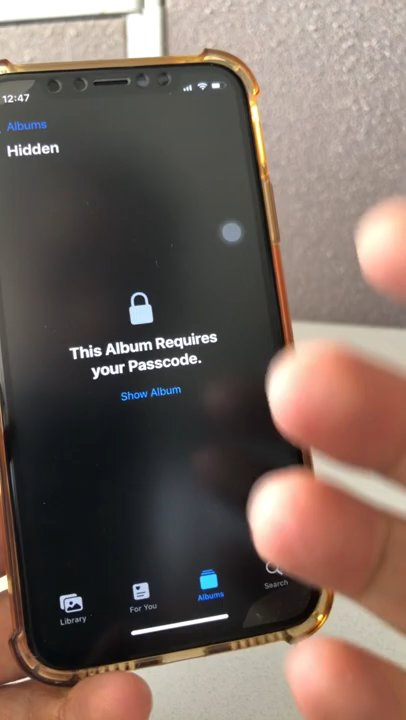 12:47
Albums
Hidden
This Album Requires
your Passcode.
Show Album
Library
For You
Albums
Search